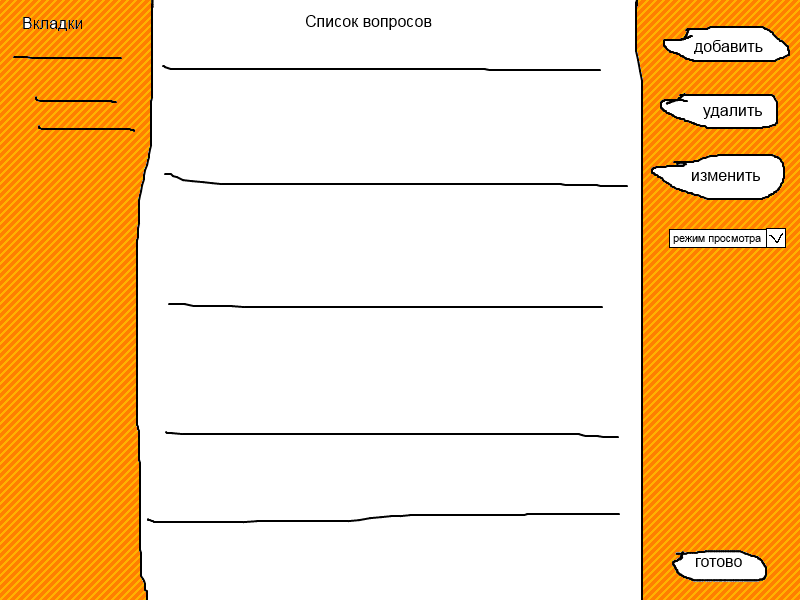 Вкладки
Список вопросов
добавить
удалить
изменить
режим просмотра
готово